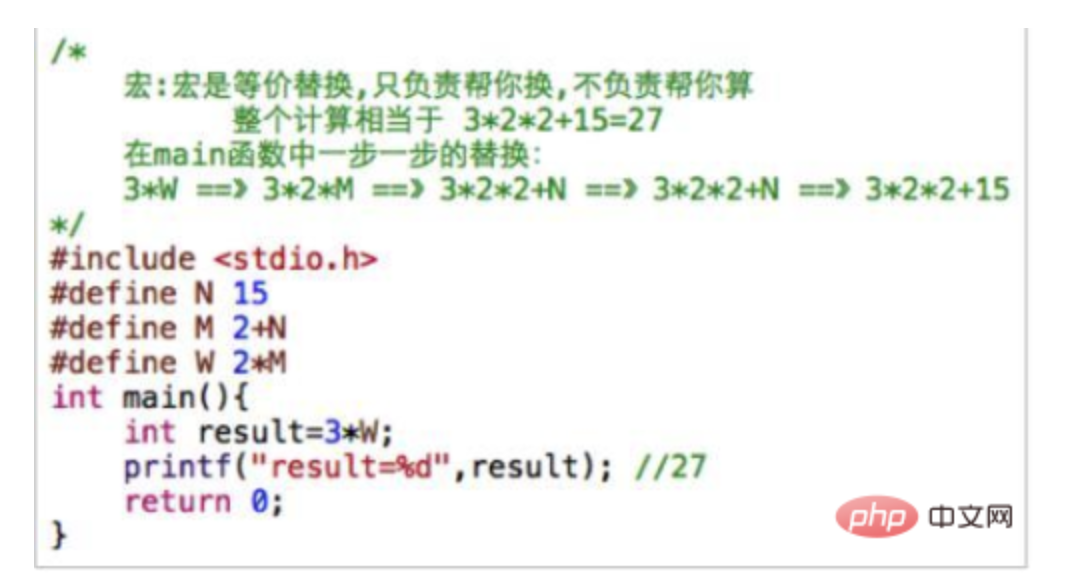 /*
宏:宏是等价替换,只负责帮你换,不负责帮你算
整个计算相当于 3*2*2+15=27
在main函数中一步一步的替换:
3*W ==》 3*2*M ==》 3*2*2+N ==》 3*2*2+N ==》 3*2*2+15
*/
#include <stdio.h>
#define N 15
#define M 2+N
#define W 2*M
int main(){
int result=3*W;
printf("result=%d",result); //27
return 0;
}
php 中文网